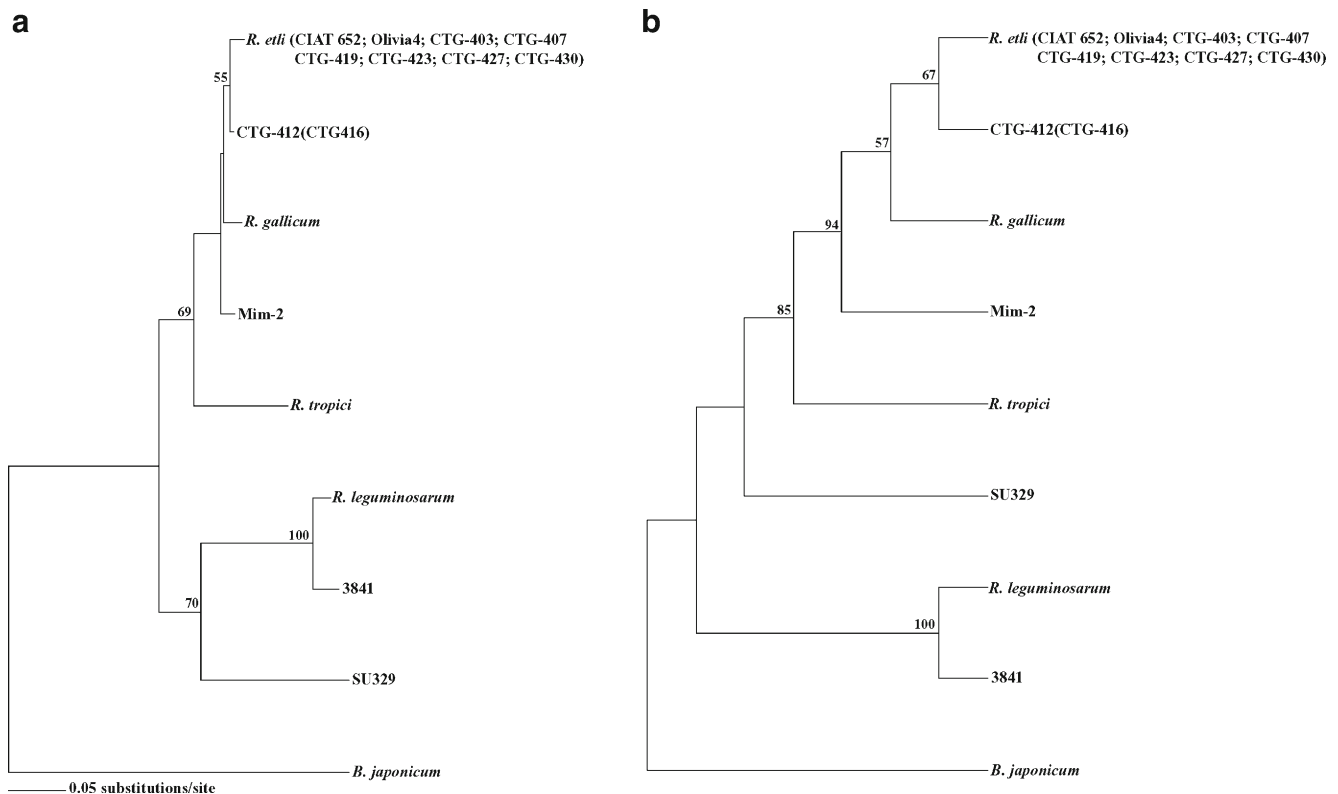 a
R. etli (CIAT 652; Olivia4; CTG-403; CTG-407
CTG-419; CTG-423; CTG-427; CTG-430)
55
CTG-412(CTG416)
R. gallicum
Mim-2
69
R. tropici
R. leguminosarum
100
3841
70
SU329
B. japonicum
0.05 substitutions/site
b
R. etli (CIAT 652; Olivia4; CTG-403; CTG-407
CTG-419; CTG-423; CTG-427; CTG-430)
67
CTG-412(CTG-416)
57
R. gallicum
94
Mim-2
85
R. tropici
SU329
R. leguminosarum
100
3841
B. japonicum